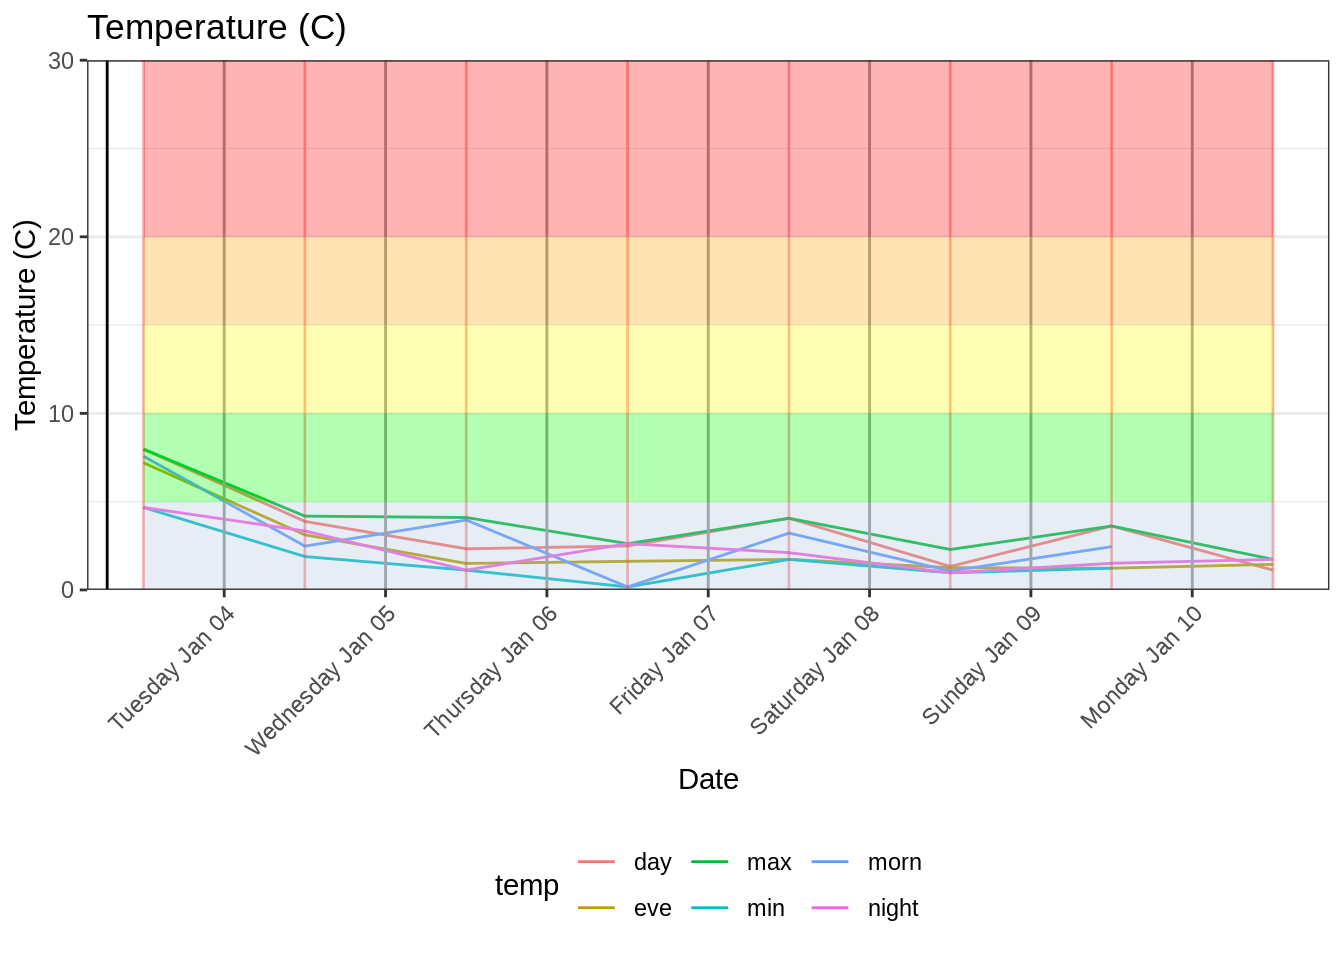 Temperature (C)
Temperature (C)
30
20
10
0
Tuesday Jan 04
Wednesday Jan 05
Thursday Jan 06
Friday Jan 07
Saturday Jan 08
Sunday Jan 09
Monday Jan 10
Date
temp
day
max
morn
eve
min
night